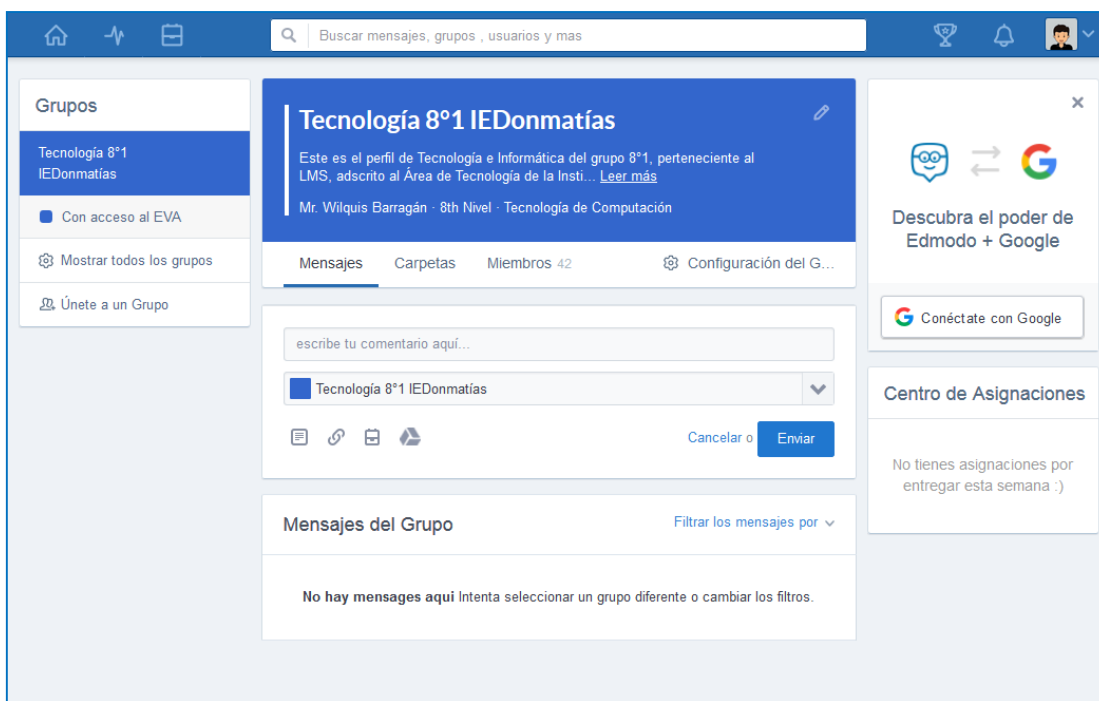 Buscar mensajes, grupos , usuarios y mas
Grupos
Tecnología 8°1
IEDonmatías
Con acceso al EVA
Mostrar todos los grupos
Únete a un Grupo
Tecnología 8°1 IEDonmatías
Este es el perfil de Tecnología e Informática del grupo 8°1, perteneciente al
LMS, adscrito al Área de Tecnología de la Insti... Leer más
Mr. Wilquis Barragán · 8th Nivel · Tecnología de Computación
Mensajes Carpetas Miembros 42 Configuración del G...
escribe tu comentario aquí...
Tecnología 8°1 IEDonmatías
Cancelar o Enviar
Mensajes del Grupo Filtrar los mensajes por
No hay mensages aqui Intenta seleccionar un grupo diferente o cambiar los filtros.
Descubra el poder de
Edmodo + Google
Conéctate con Google
Centro de Asignaciones
No tienes asignaciones por
entregar esta semana :)